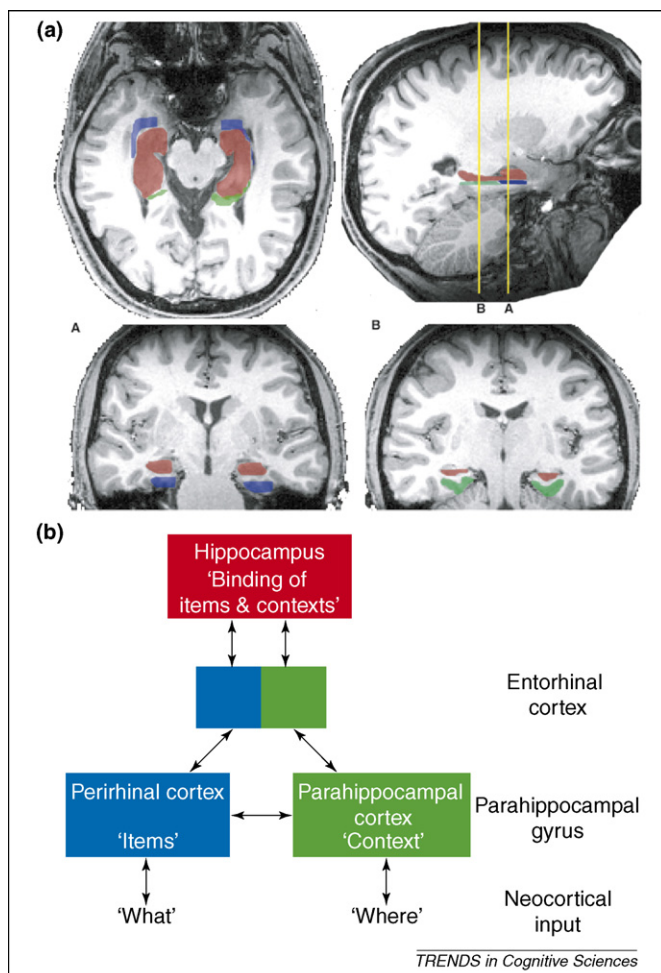 (a)
B
A
A
B
(b)
Hippocampus
‘Binding of
items & contexts’
Entorhinal
cortex
Perirhinal cortex
‘Items’
Parahippocampal
cortex
‘Context’
Parahippocampal
gyrus
‘What’
‘Where’
Neocortical
input
TRENDS in Cognitive Sciences